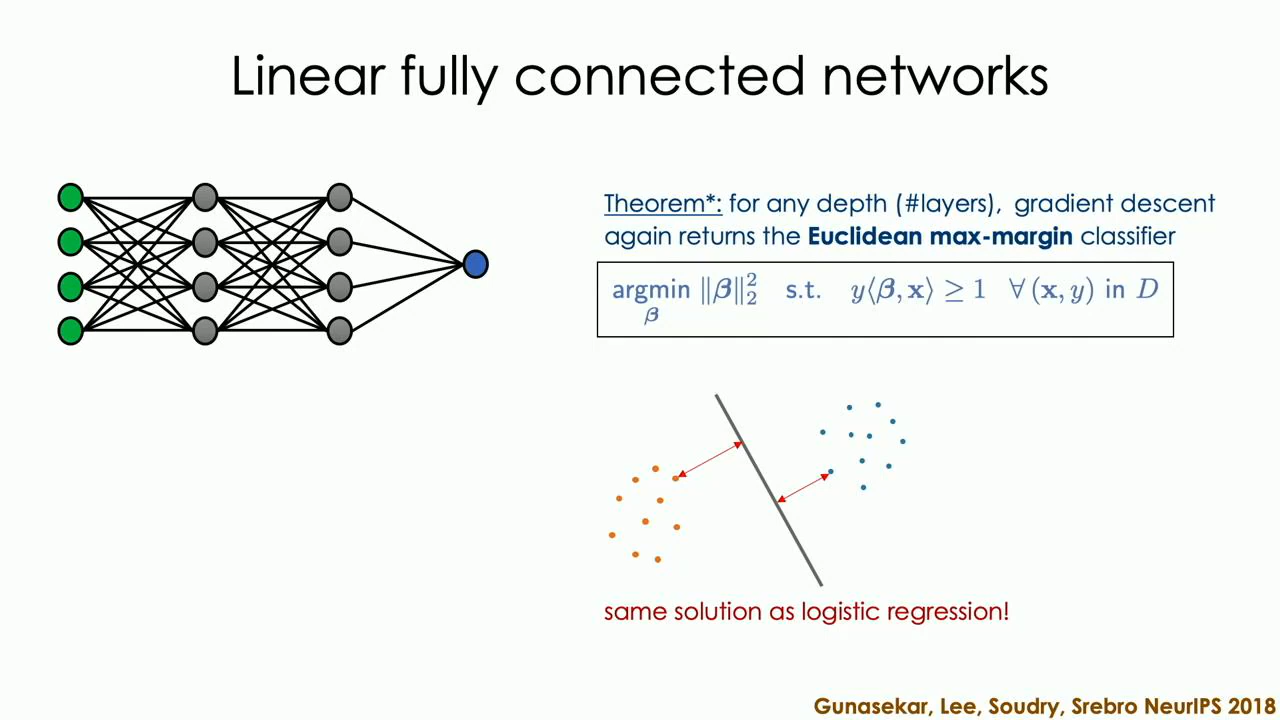 Linear fully connected networks
Theorem*: for any depth (#layers), gradient descent
again returns the Euclidean max-margin classifier
argmin ‖β‖₂² s.t. y⟨β, x⟩ ≥ 1 ∀ (x, y) in D
β
same solution as logistic regression!
Gunasekar, Lee, Soudry, Srebro NeurIPS 2018